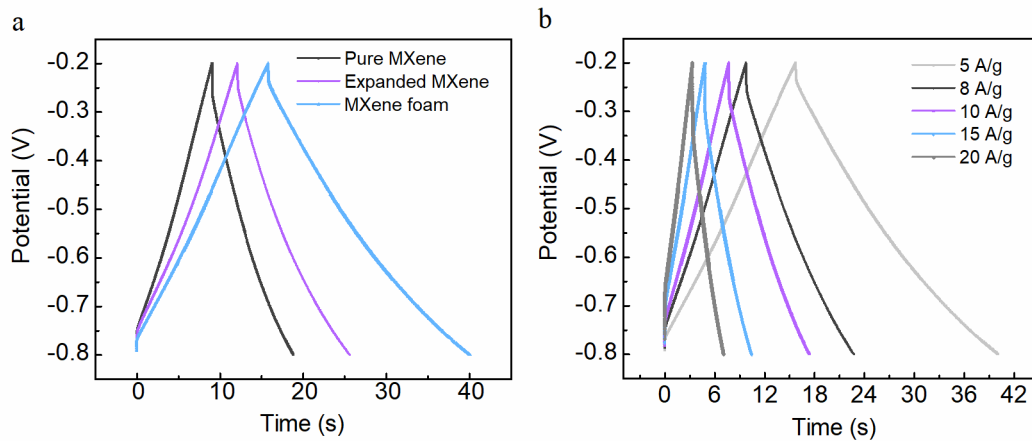 a
Pure MXene
Expanded MXene
MXene foam
-0.2
-0.3
-0.4
-0.5
-0.6
-0.7
-0.8
Potential (V)
0
10
20
30
40
Time (s)
b
5 A/g
8 A/g
10 A/g
15 A/g
20 A/g
-0.2
-0.3
-0.4
-0.5
-0.6
-0.7
-0.8
Potential (V)
0
6
12
18
24
30
36
42
Time (s)